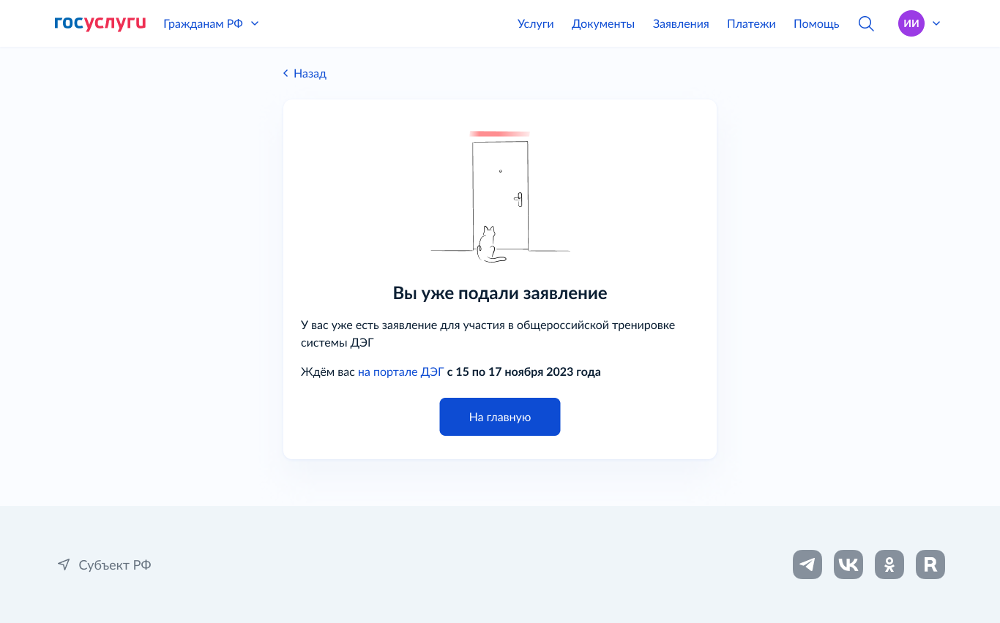 госуслуги Гражданам РФ Услуги Документы Заявления Платежи Помощь ИИ
Назад
Вы уже подали заявление
У вас уже есть заявление для участия в общероссийской тренировке
системы ДЭГ
Ждём вас на портале ДЭГ с 15 по 17 ноября 2023 года
На главную
Субъект РФ